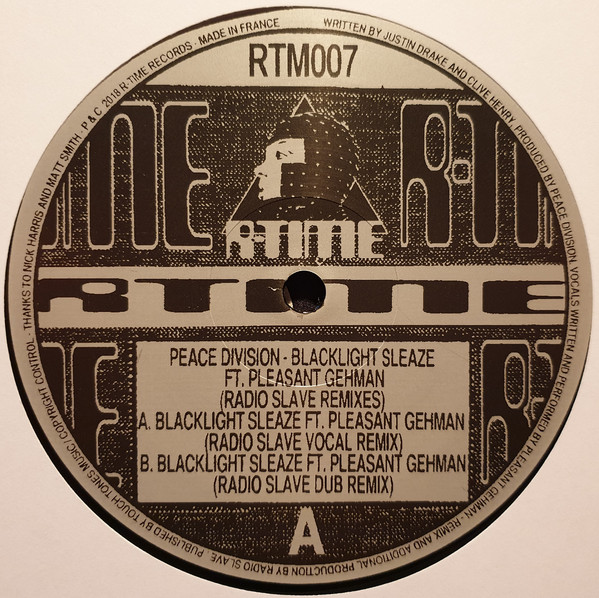 WRITTEN BY JUSTIN DRAKE AND CLIVE HENRY. PRODUCED BY PEACE DIVISION. VOCALS WRITTEN AND PERFORMED BY PLEASANT GEHMAN - REMIX AND ADDITIONAL PRODUCTION BY RADIO SLAVE. PUBLISHED BY TOUCH TONES MUSIC / COPYRIGHT CONTROL - THANKS TO NICK HARRIS AND MATT SMITH - P & C 2018 R-TIME RECORDS - MADE IN FRANCE
RTM007
R-TIME
RTIME
PEACE DIVISION - BLACKLIGHT SLEAZE
FT. PLEASANT GEHMAN
(RADIO SLAVE REMIXES)
A. BLACKLIGHT SLEAZE FT. PLEASANT GEHMAN
(RADIO SLAVE VOCAL REMIX)
B. BLACKLIGHT SLEAZE FT. PLEASANT GEHMAN
(RADIO SLAVE DUB REMIX)
A